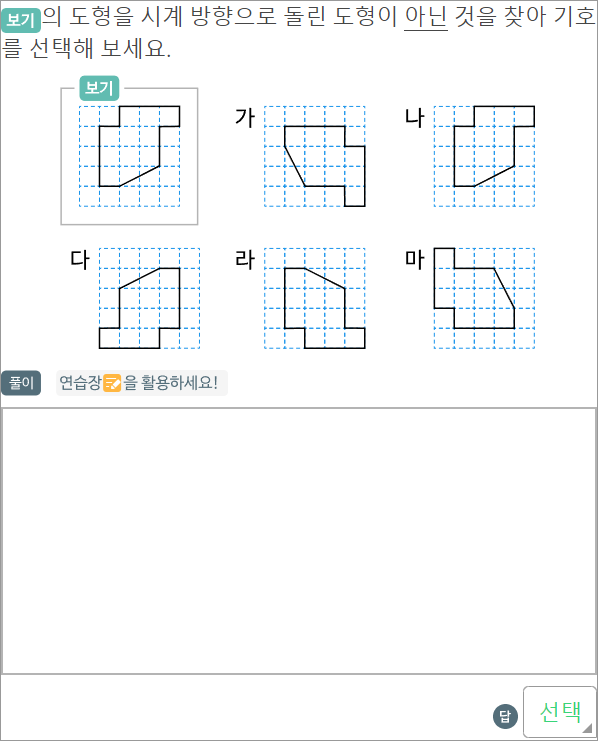 보기의 도형을 시계 방향으로 돌린 도형이 아닌 것을 찾아 기호
를 선택해 보세요.
보기
가
나
다
라
마
풀이 연습장을 활용하세요!
답 선택